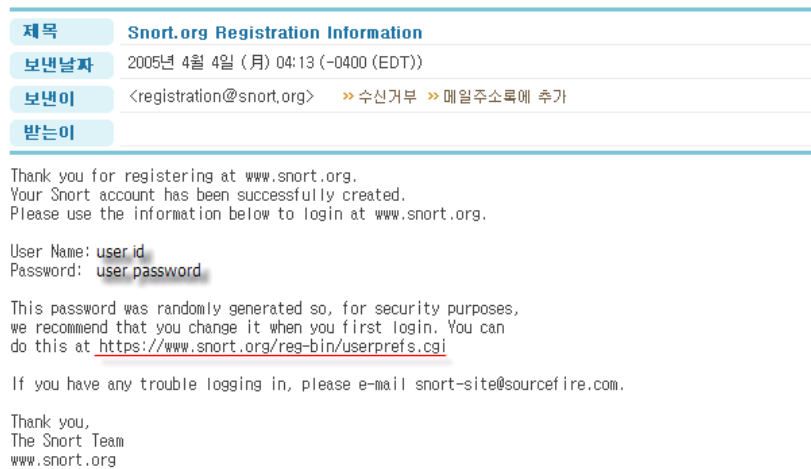 제목 Snort.org Registration Information
보낸날짜 2005년 4월 4일 (月) 04:13 (-0400 (EDT))
보낸이 <registration@snort.org> » 수신거부 » 메일주소록에 추가
받는이
Thank you for registering at www.snort.org.
Your Snort account has been successfully created.
Please use the information below to login at www.snort.org.
User Name: user id
Password: user password
This password was randomly generated so, for security purposes,
we recommend that you change it when you first login. You can
do this at https://www.snort.org/reg-bin/userprefs.cgi
If you have any trouble logging in, please e-mail snort-site@sourcefire.com.
Thank you,
The Snort Team
www.snort.org